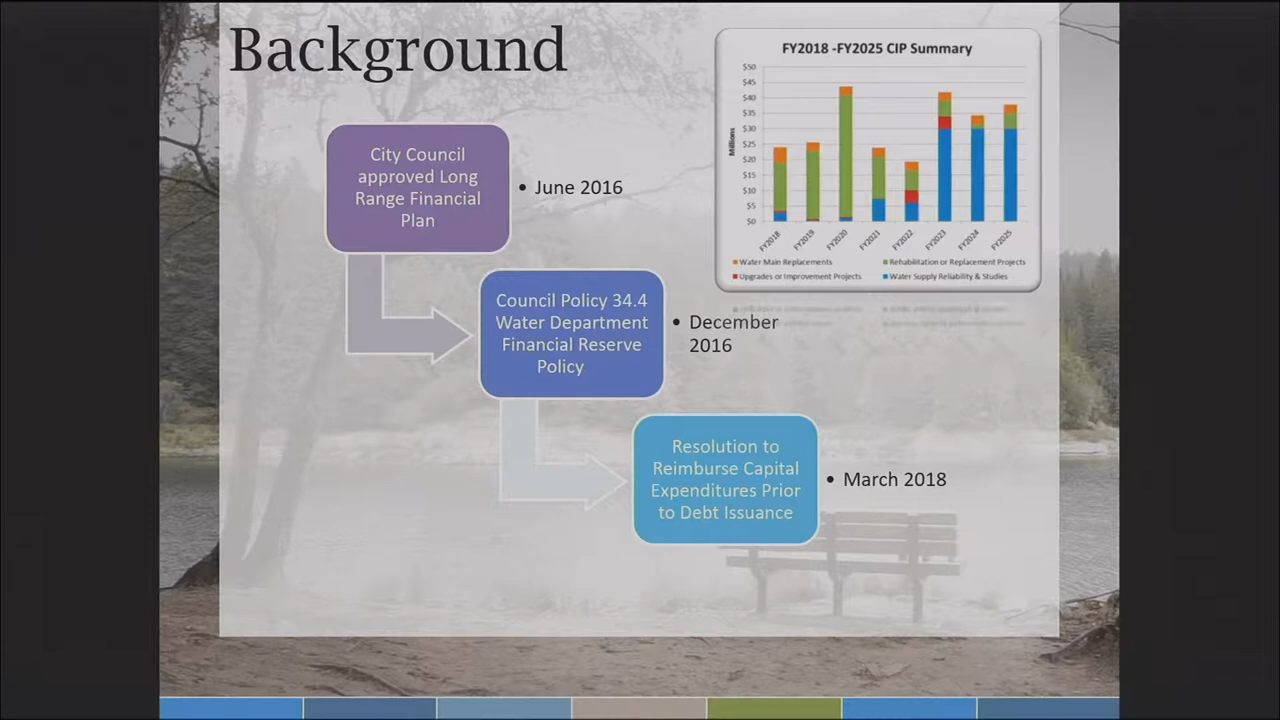 Background
City Council
approved Long
Range Financial
Plan
• June 2016
Council Policy 34.4
Water Department
Financial Reserve
Policy
• December
2016
Resolution to
Reimburse Capital
Expenditures Prior
to Debt Issuance
• March 2018
FY2018 -FY2025 CIP Summary
Millions
$50
$45
$40
$35
$30
$25
$20
$15
$10
$5
$0
FY2018
FY2019
FY2020
FY2021
FY2022
FY2023
FY2024
FY2025
Water Main Replacements
Rehabilitation or Replacement Projects
Upgrades or Improvement Projects
Water Supply Reliability & Studies